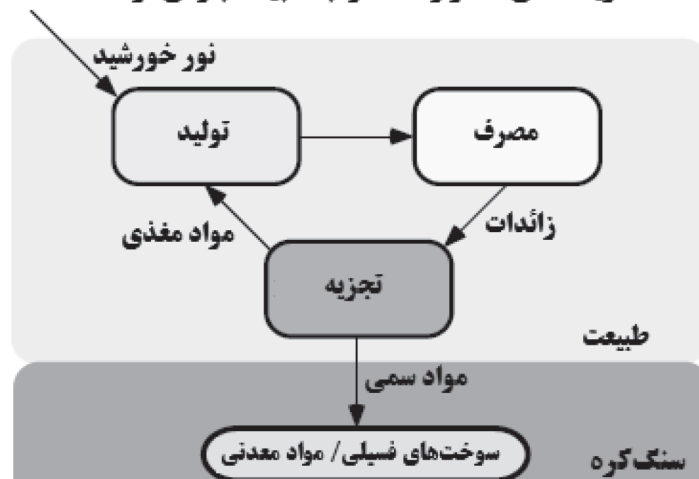 نور خورشید
تولید
مصرف
مواد مغذی
زائدات
تجزیه
طبیعت
مواد سمی
سوخت‌های فسیلی/ مواد معدنی
سنگ‌کره